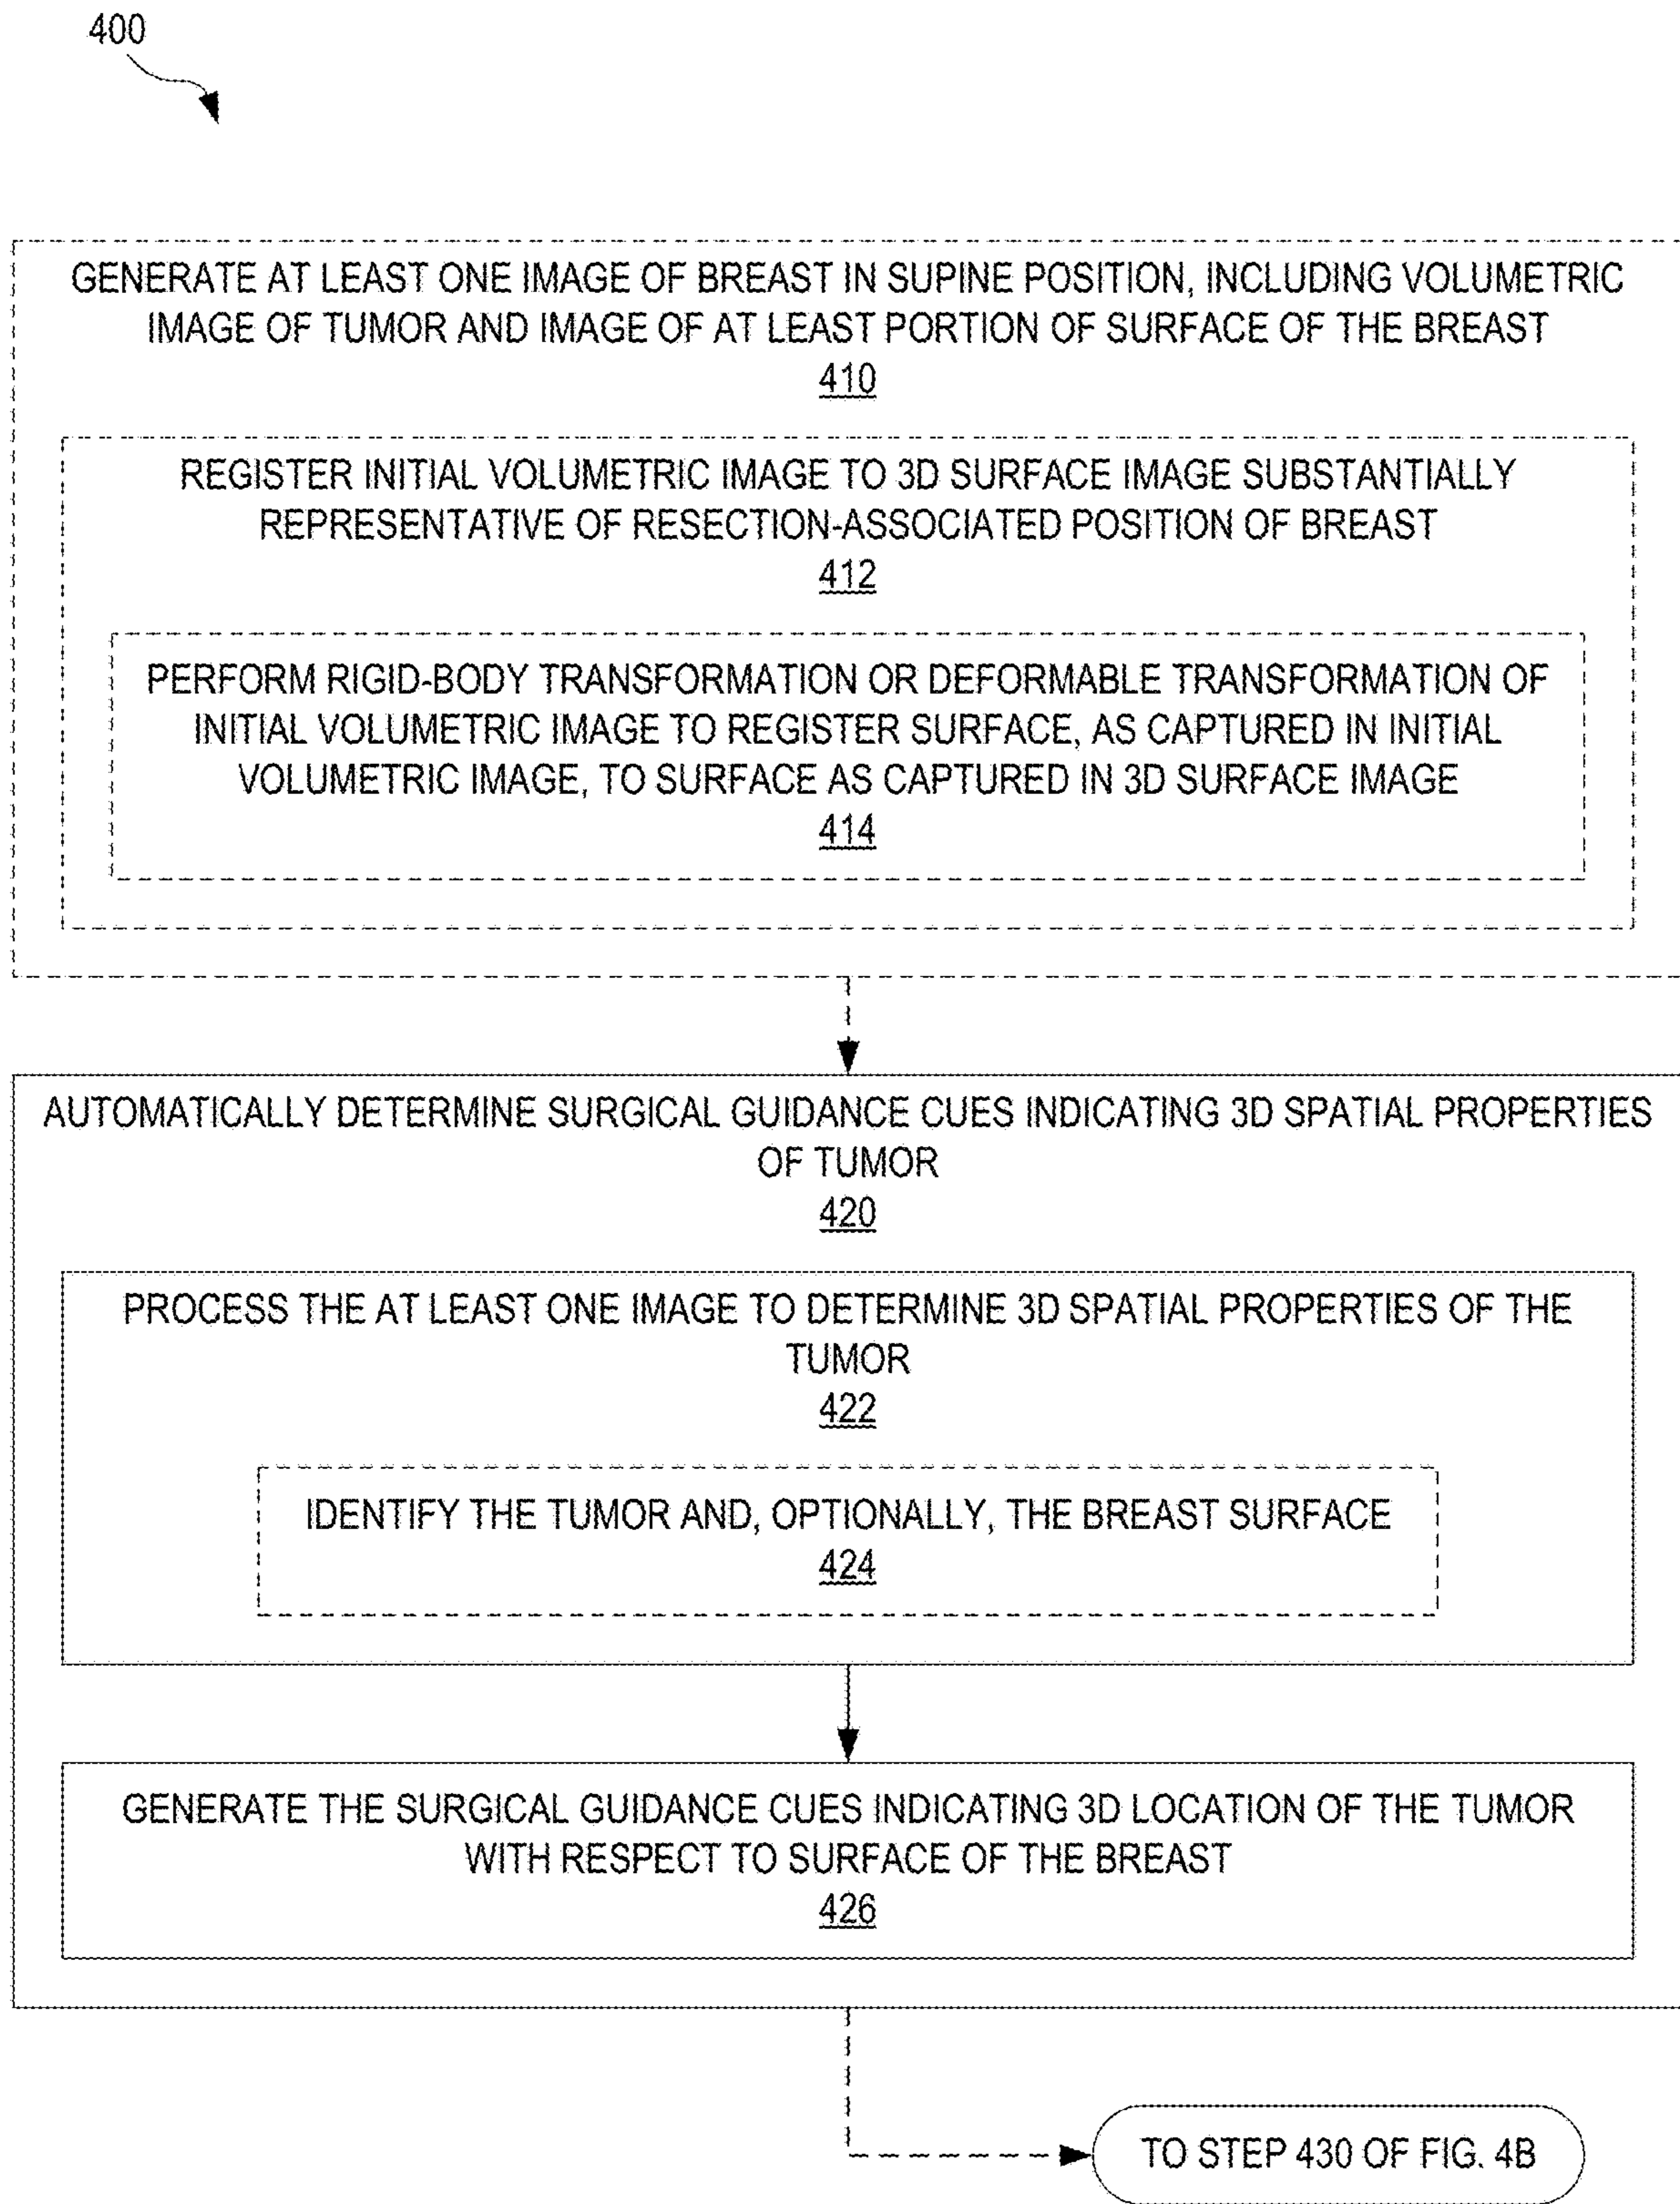 400
GENERATE AT LEAST ONE IMAGE OF BREAST IN SUPINE POSITION, INCLUDING VOLUMETRIC
IMAGE OF TUMOR AND IMAGE OF AT LEAST PORTION OF SURFACE OF THE BREAST
410
REGISTER INITIAL VOLUMETRIC IMAGE TO 3D SURFACE IMAGE SUBSTANTIALLY
REPRESENTATIVE OF RESECTION-ASSOCIATED POSITION OF BREAST
412
PERFORM RIGID-BODY TRANSFORMATION OR DEFORMABLE TRANSFORMATION OF
INITIAL VOLUMETRIC IMAGE TO REGISTER SURFACE, AS CAPTURED IN INITIAL
VOLUMETRIC IMAGE, TO SURFACE AS CAPTURED IN 3D SURFACE IMAGE
414
AUTOMATICALLY DETERMINE SURGICAL GUIDANCE CUES INDICATING 3D SPATIAL PROPERTIES
OF TUMOR
420
PROCESS THE AT LEAST ONE IMAGE TO DETERMINE 3D SPATIAL PROPERTIES OF THE
TUMOR
422
IDENTIFY THE TUMOR AND, OPTIONALLY, THE BREAST SURFACE
424
GENERATE THE SURGICAL GUIDANCE CUES INDICATING 3D LOCATION OF THE TUMOR
WITH RESPECT TO SURFACE OF THE BREAST
426
TO STEP 430 OF FIG. 4B